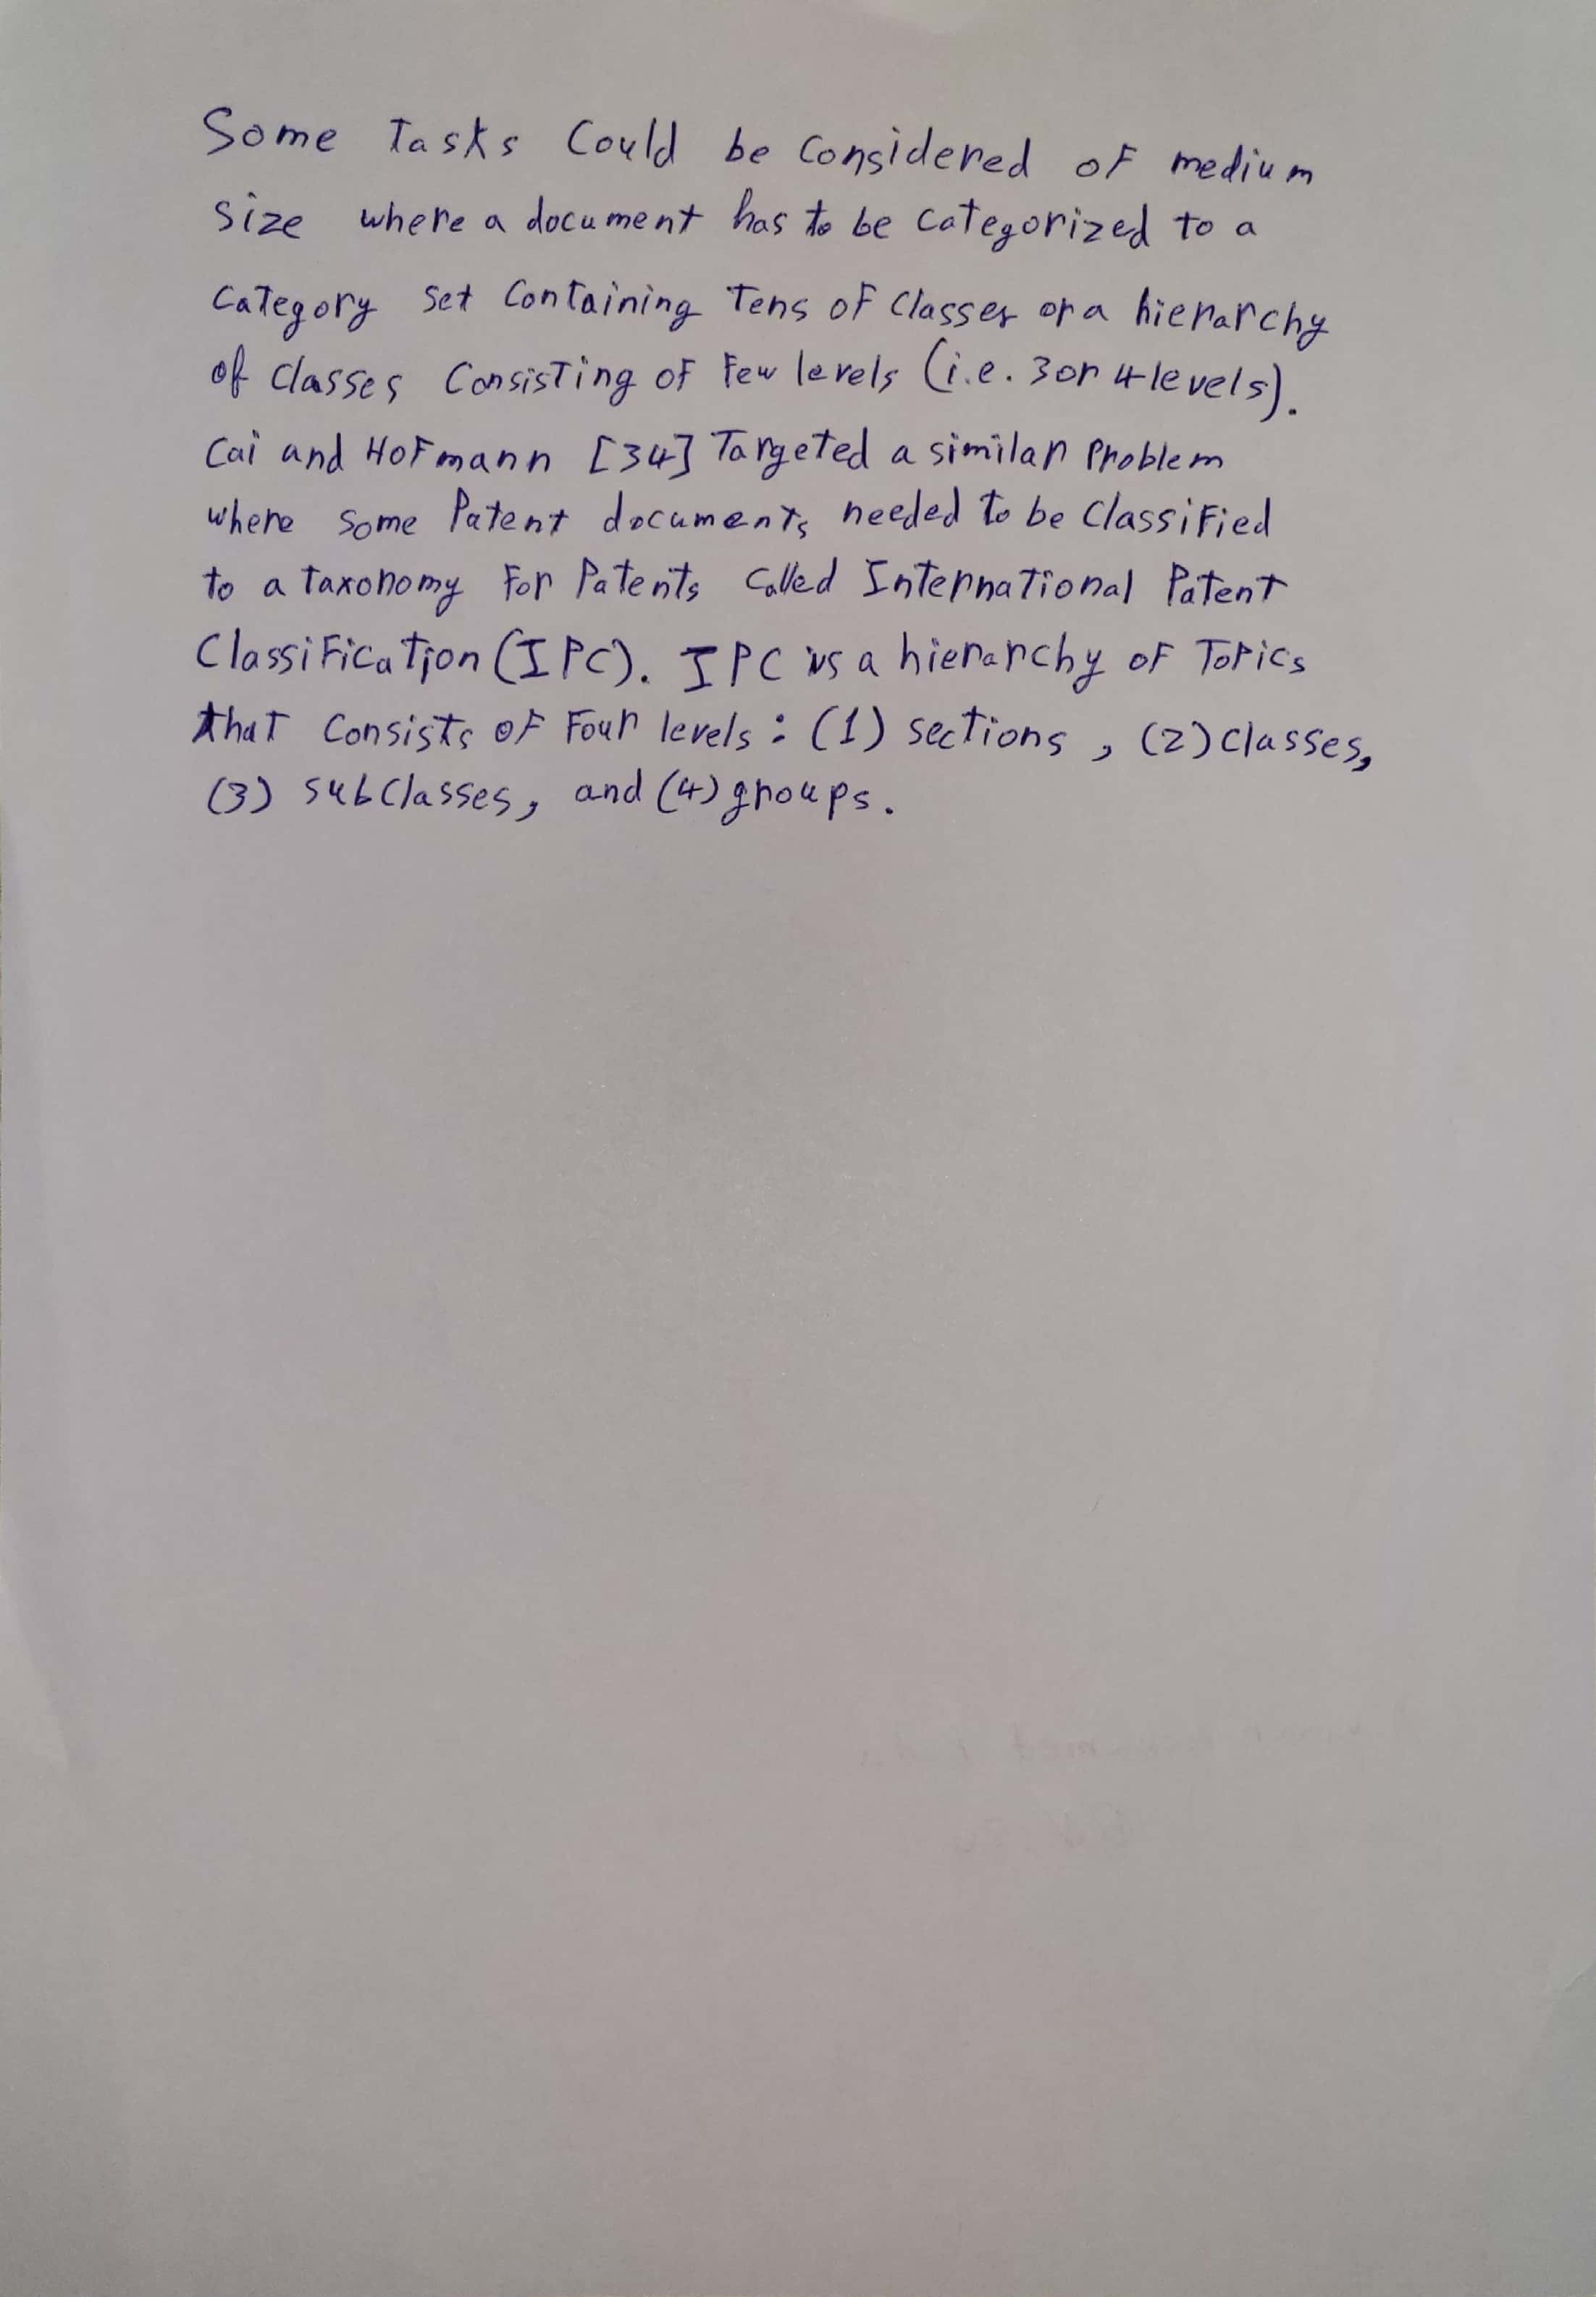 Some Tasks Could be Considered of medium
size where a document has to be categorized to a
category set Containing Tens of Classes or a hierarchy
of classes Consisting of Few levels (i.e. 3 or 4 levels).
Cai and Hofmann [34] Targeted a similar Problem
where some Patent documents needed to be Classified
to a taxonomy For Patents Called International Patent
Classification (IPC). IPC is a hierarchy of Topics
that Consists of Four levels : (1) sections , (2) classes,
(3) subclasses, and (4) groups.